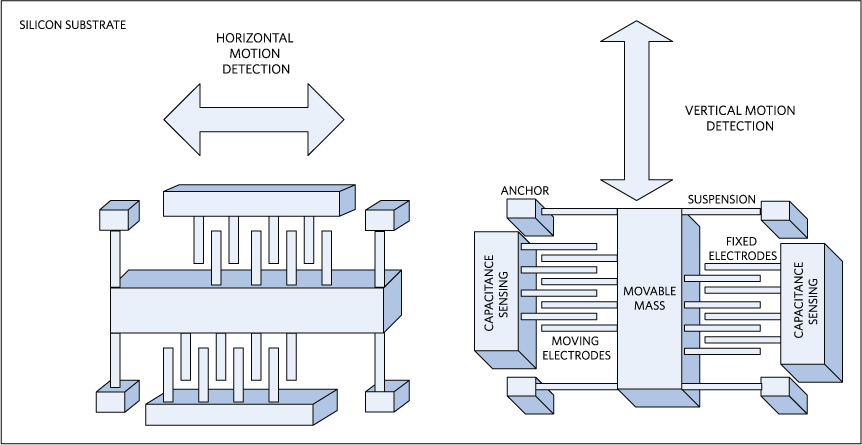 SILICON SUBSTRATE
HORIZONTAL
MOTION
DETECTION
VERTICAL MOTION
DETECTION
ANCHOR
SUSPENSION
FIXED
ELECTRODES
CAPACITANCE
SENSING
MOVABLE
MASS
CAPACITANCE
SENSING
MOVING
ELECTRODES